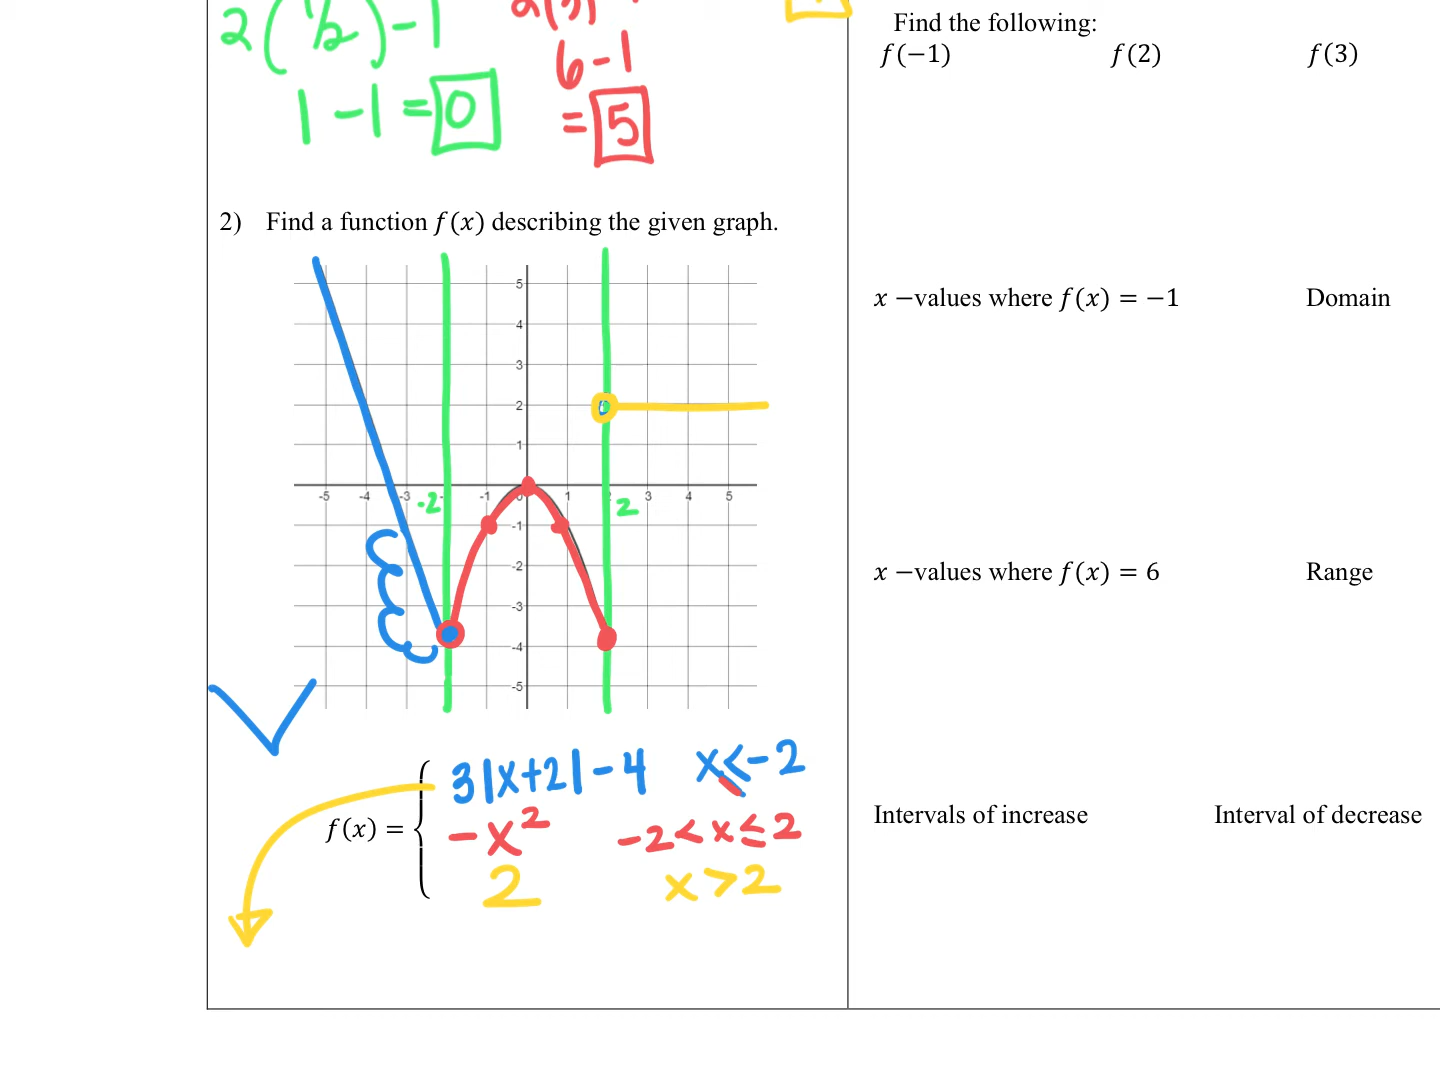 2(1/2)-1
2(3)
6-1
1-1=0
=5
Find the following:
f(−1) f(2) f(3)
2) Find a function f(x) describing the given graph.
5
4
3
2
1
-5 -4 -3 -2 -1 0 1 2 3 4 5
-1
-2
-3
-4
-5
f(x) = {
3|x+2|-4 x≤-2
-x² -2<x≤2
2 x>2
x −values where f(x) = −1 Domain
x −values where f(x) = 6 Range
Intervals of increase Interval of decrease